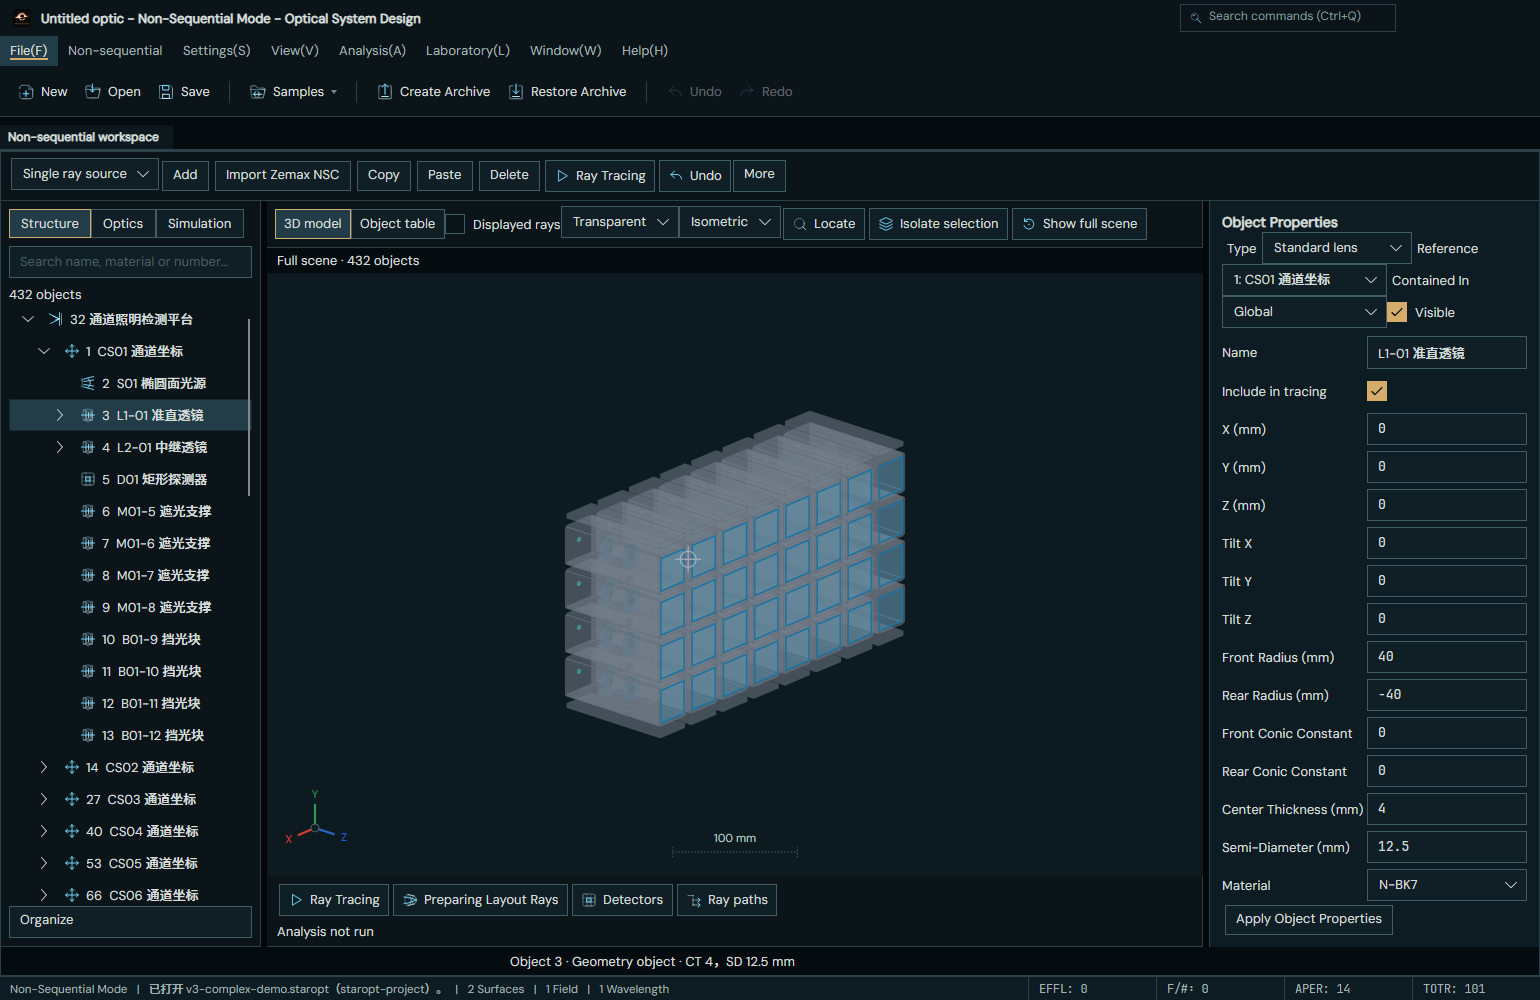 Untitled optic - Non-Sequential Mode - Optical System Design
Search commands (Ctrl+Q)
File(F) Non-sequential Settings(S) View(V) Analysis(A) Laboratory(L) Window(W) Help(H)
New Open Save Samples Create Archive Restore Archive Undo Redo
Non-sequential workspace
Single ray source Add Import Zemax NSC Copy Paste Delete Ray Tracing Undo More
Structure Optics Simulation
Search name, material or number...
432 objects
32 通道照明检测平台
1 CS01 通道坐标
2 S01 椭圆面光源
3 L1-01 准直透镜
4 L2-01 中继透镜
5 D01 矩形探测器
6 M01-5 遮光支撑
7 M01-6 遮光支撑
8 M01-7 遮光支撑
9 M01-8 遮光支撑
10 B01-9 挡光块
11 B01-10 挡光块
12 B01-11 挡光块
13 B01-12 挡光块
14 CS02 通道坐标
27 CS03 通道坐标
40 CS04 通道坐标
53 CS05 通道坐标
66 CS06 通道坐标
Organize
3D model Object table Displayed rays Transparent Isometric Locate Isolate selection Show full scene
Full scene · 432 objects
Y
X
Z
100 mm
Ray Tracing Preparing Layout Rays Detectors Ray paths
Analysis not run
Object Properties
Type Standard lens Reference
1: CS01 通道坐标 Contained In
Global Visible
Name L1-01 准直透镜
Include in tracing
X (mm) 0
Y (mm) 0
Z (mm) 0
Tilt X 0
Tilt Y 0
Tilt Z 0
Front Radius (mm) 40
Rear Radius (mm) -40
Front Conic Constant 0
Rear Conic Constant 0
Center Thickness (mm) 4
Semi-Diameter (mm) 12.5
Material N-BK7
Apply Object Properties
Object 3 · Geometry object · CT 4，SD 12.5 mm
Non-Sequential Mode | 已打开 v3-complex-demo.staropt（staropt-project）。 | 2 Surfaces | 1 Field | 1 Wavelength
EFFL: 0 F/#: 0 APER: 14 TOTR: 101